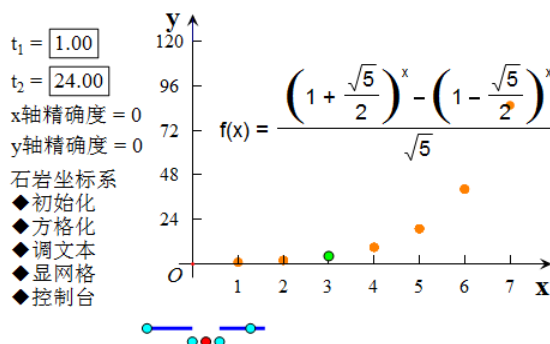 y
t₁ = 1.00
t₂ = 24.00
x轴精确度 = 0
y轴精确度 = 0
石岩坐标系
◆初始化
◆方格化
◆调文本
◆显网格
◆控制台
120
96
72
48
24
O
f(x) = ((1 + √5/2)^x − (1 − √5/2)^x)/√5
1 2 3 4 5 6 7 x